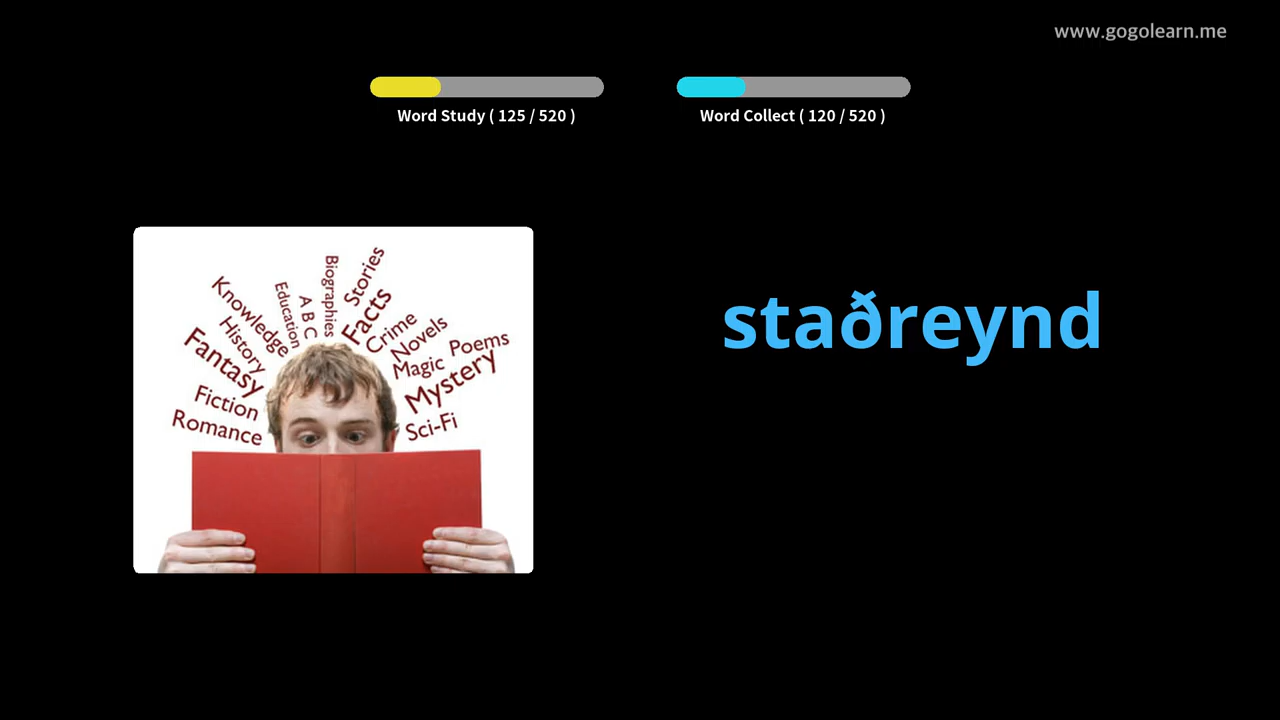 www.gogolearn.me
Word Study ( 125 / 520 )
Word Collect ( 120 / 520 )
staðreynd
Biographies
Stories
Knowledge
Education
A B C
Facts
Crime
History
Novels
Fantasy
Magic
Poems
Mystery
Fiction
Romance
Sci-Fi